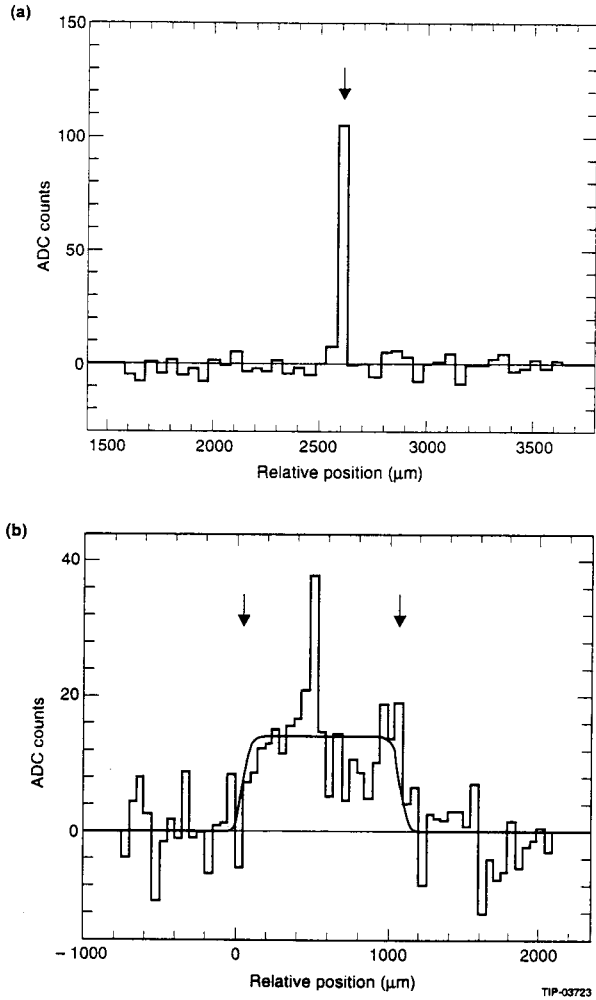 (a)
150
100
50
0
ADC counts
1500 2000 2500 3000 3500
Relative position (μm)
(b)
40
20
0
ADC counts
– 1000 0 1000 2000
Relative position (μm)
TIP-03723